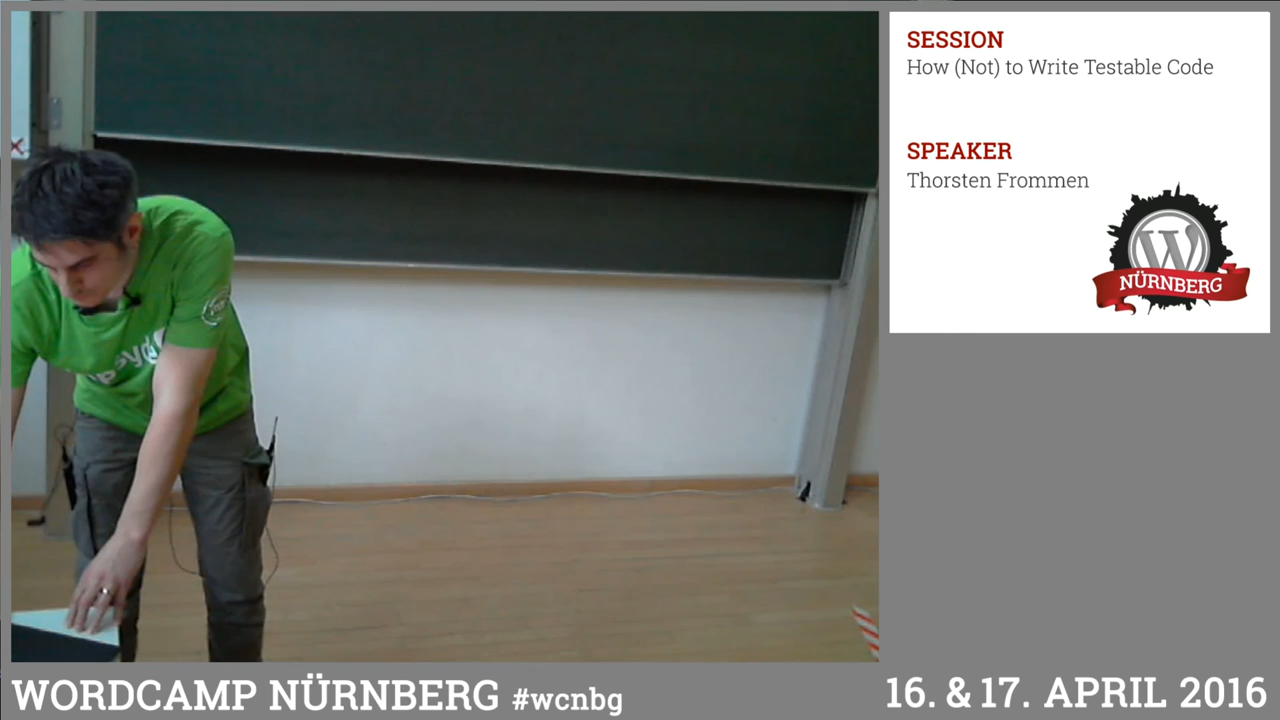 SESSION
How (Not) to Write Testable Code
SPEAKER
Thorsten Frommen
W
NÜRNBERG
WORDCAMP NÜRNBERG #wcnbg
16. & 17. APRIL 2016